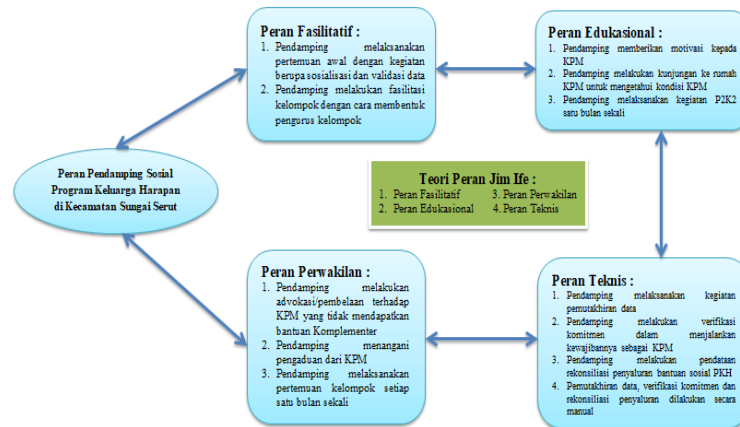 Peran Fasilitatif :
1. Pendamping melaksanakan
pertemuan awal dengan kegiatan
berupa sosialisasi dan validasi data
2. Pendamping melakukan fasilitasi
kelompok dengan cara membentuk
pengurus kelompok
Peran Edukasional :
1. Pendamping memberikan motivasi kepada
KPM
2. Pendamping melakukan kunjungan ke rumah
KPM untuk mengetahui kondisi KPM
3. Pendamping melaksanakan kegiatan P2K2
satu bulan sekali
Peran Pendamping Sosial
Program Keluarga Harapan
di Kecamatan Sungai Serut
Teori Peran Jim Ife :
1. Peran Fasilitatif 3. Peran Perwakilan
2. Peran Edukasional 4. Peran Teknis
Peran Perwakilan :
1. Pendamping melakukan
advokasi/pembelaan terhadap
KPM yang tidak mendapatkan
bantuan Komplementer
2. Pendamping menangani
pengaduan dari KPM
3. Pendamping melaksanakan
pertemuan kelompok setiap
satu bulan sekali
Peran Teknis :
1. Pendamping melaksanakan kegiatan
pemutakhiran data
2. Pendamping melakukan verifikasi
komitmen dalam menjalankan
kewajibannya sebagai KPM
3. Pendamping melakukan pendataan
rekonsiliasi penyaluran bantuan sosial PKH
4. Pemutakhiran data, verifikasi komitmen dan
rekonsiliasi penyaluran dilakukan secara
manual